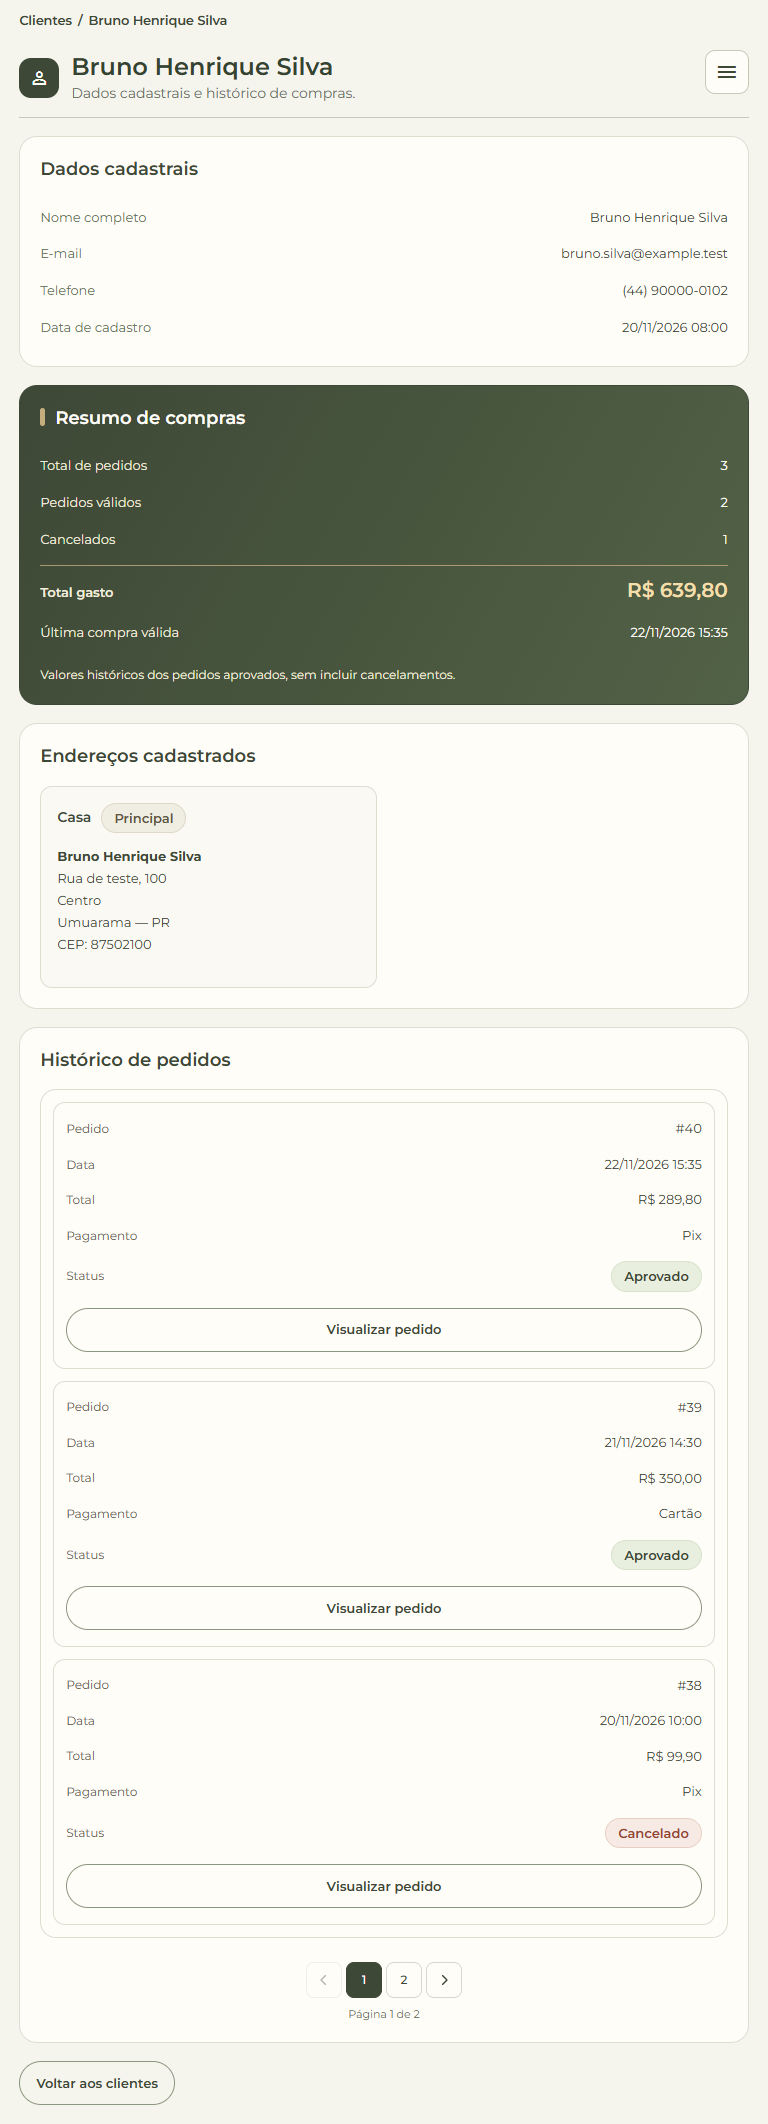 Clientes / Bruno Henrique Silva
Bruno Henrique Silva
Dados cadastrais e histórico de compras.
Dados cadastrais
Nome completo Bruno Henrique Silva
E-mail bruno.silva@example.test
Telefone (44) 90000-0102
Data de cadastro 20/11/2026 08:00
Resumo de compras
Total de pedidos 3
Pedidos válidos 2
Cancelados 1
Total gasto R$ 639,80
Última compra válida 22/11/2026 15:35
Valores históricos dos pedidos aprovados, sem incluir cancelamentos.
Endereços cadastrados
Casa Principal
Bruno Henrique Silva
Rua de teste, 100
Centro
Umuarama — PR
CEP: 87502100
Histórico de pedidos
Pedido #40
Data 22/11/2026 15:35
Total R$ 289,80
Pagamento Pix
Status Aprovado
Visualizar pedido
Pedido #39
Data 21/11/2026 14:30
Total R$ 350,00
Pagamento Cartão
Status Aprovado
Visualizar pedido
Pedido #38
Data 20/11/2026 10:00
Total R$ 99,90
Pagamento Pix
Status Cancelado
Visualizar pedido
1 2
Página 1 de 2
Voltar aos clientes